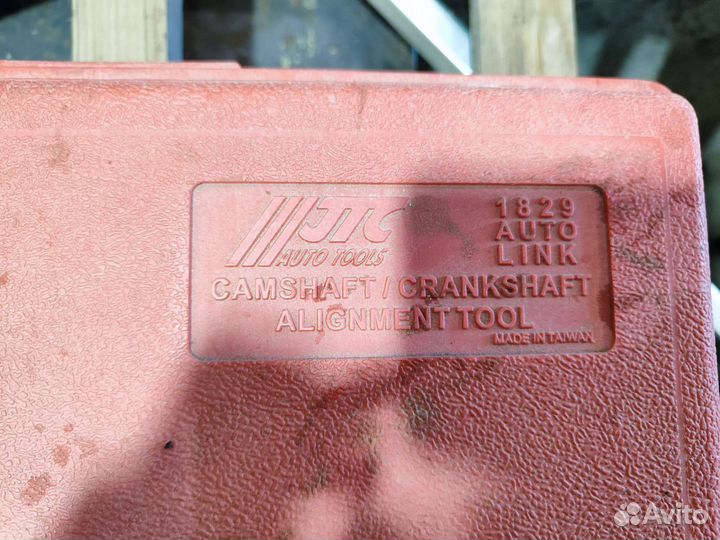 JTC
AUTO TOOLS
1829
AUTO
LINK
CAMSHAFT / CRANKSHAFT
ALIGNMENT TOOL
MADE IN TAIWAN
Avito